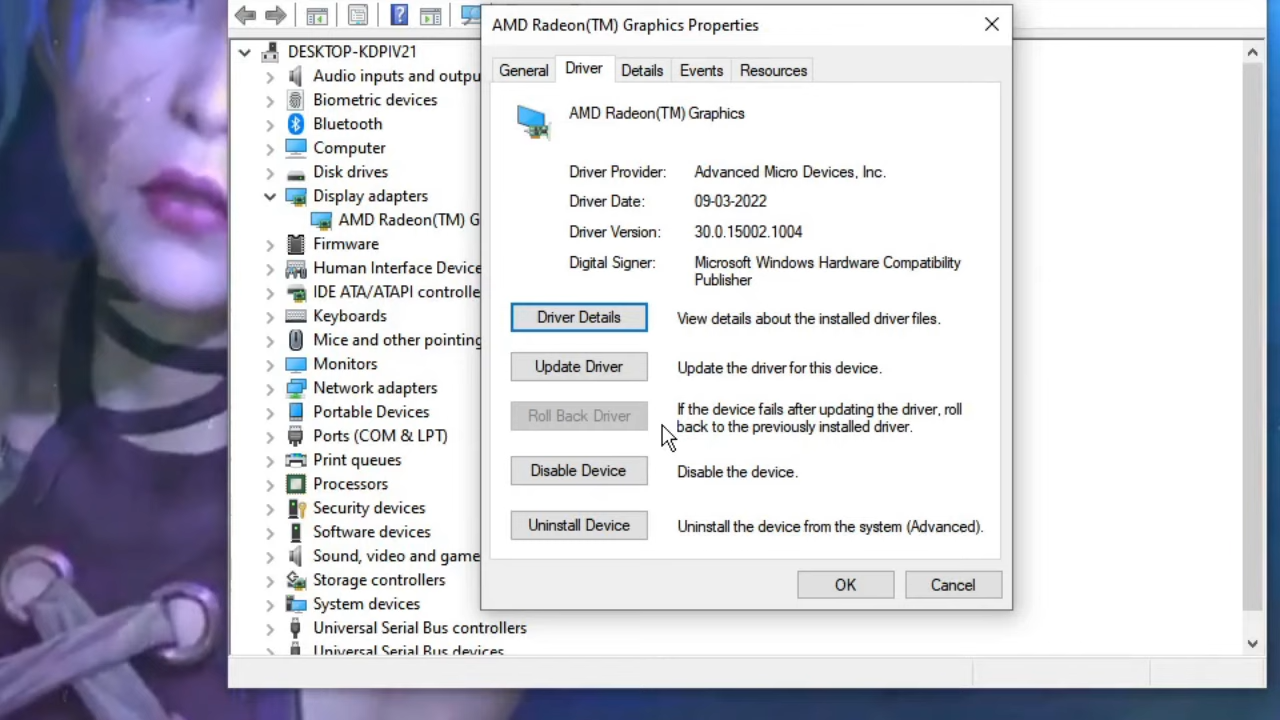 AMD Radeon(TM) Graphics Properties
DESKTOP-KDPIV21
Audio inputs and outpu
Biometric devices
Bluetooth
Computer
Disk drives
Display adapters
AMD Radeon(TM) G
Firmware
Human Interface Device
IDE ATA/ATAPI controlle
Keyboards
Mice and other pointing
Monitors
Network adapters
Portable Devices
Ports (COM & LPT)
Print queues
Processors
Security devices
Software devices
Sound, video and game
Storage controllers
System devices
Universal Serial Bus controllers
Universal Serial Bus devices
General Driver Details Events Resources
AMD Radeon(TM) Graphics
Driver Provider: Advanced Micro Devices, Inc.
Driver Date: 09-03-2022
Driver Version: 30.0.15002.1004
Digital Signer: Microsoft Windows Hardware Compatibility
Publisher
Driver Details View details about the installed driver files.
Update Driver Update the driver for this device.
Roll Back Driver If the device fails after updating the driver, roll
back to the previously installed driver.
Disable Device Disable the device.
Uninstall Device Uninstall the device from the system (Advanced).
OK Cancel